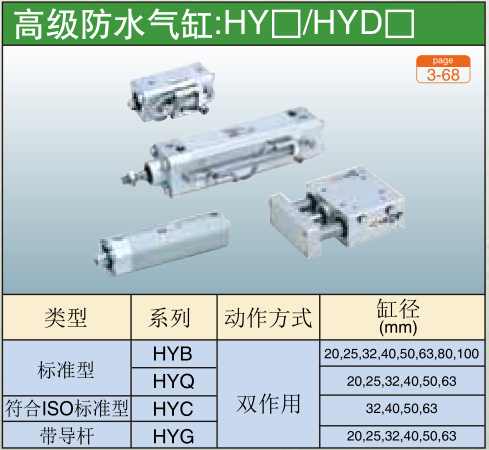 高级防水气缸:HY□/HYD□
page
3-68
类型 系列 动作方式 缸径
(mm)
标准型 HYB 双作用 20,25,32,40,50,63,80,100
HYQ 20,25,32,40,50,63
符合ISO标准型 HYC 32,40,50,63
带导杆 HYG 20,25,32,40,50,63